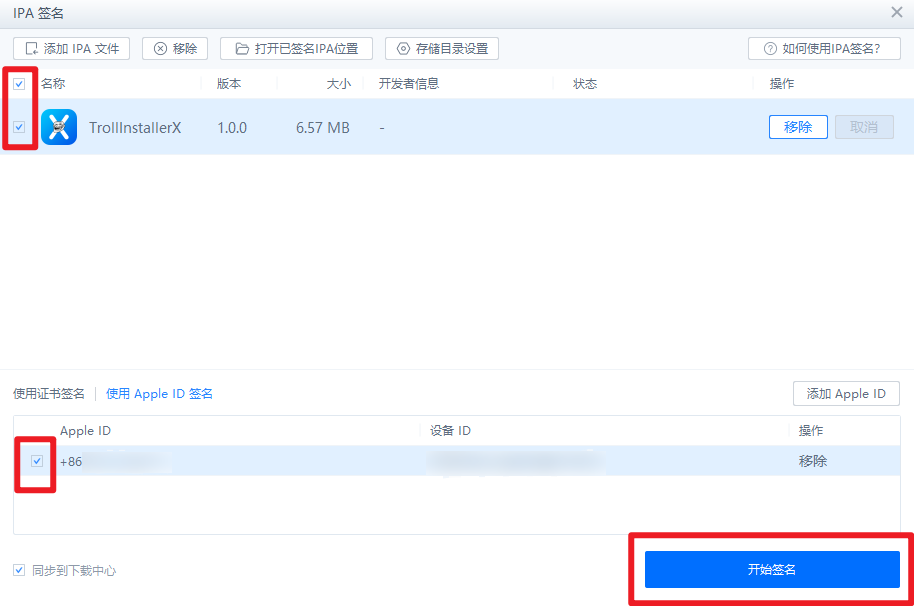 IPA 签名
添加 IPA 文件 移除 打开已签名IPA位置 存储目录设置 如何使用IPA签名?
名称 版本 大小 开发者信息 状态 操作
TrollInstallerX 1.0.0 6.57 MB - 移除 取消
使用证书签名 使用 Apple ID 签名 添加 Apple ID
Apple ID 设备 ID 操作
+86 移除
同步到下载中心 开始签名